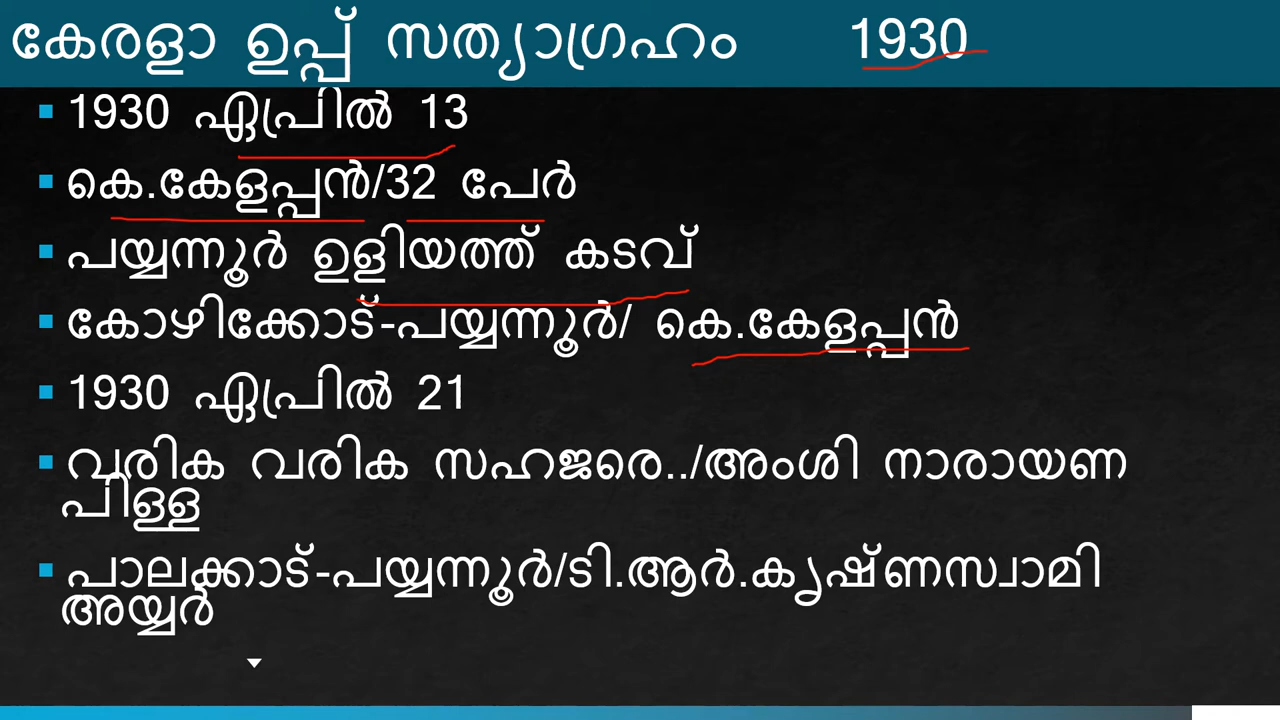 കേരളാ ഉപ്പ് സത്യാഗ്രഹം 1930
1930 ഏപ്രിൽ 13
കെ.കേളപ്പൻ/32 പേർ
പയ്യന്നൂർ ഉളിയത്ത് കടവ്
കോഴിക്കോട്-പയ്യന്നൂർ/ കെ.കേളപ്പൻ
1930 ഏപ്രിൽ 21
വരിക വരിക സഹജരെ../അംശി നാരായണ
പിള്ള
പാലക്കാട്-പയ്യന്നൂർ/ടി.ആർ.കൃഷ്ണസ്വാമി
അയ്യർ